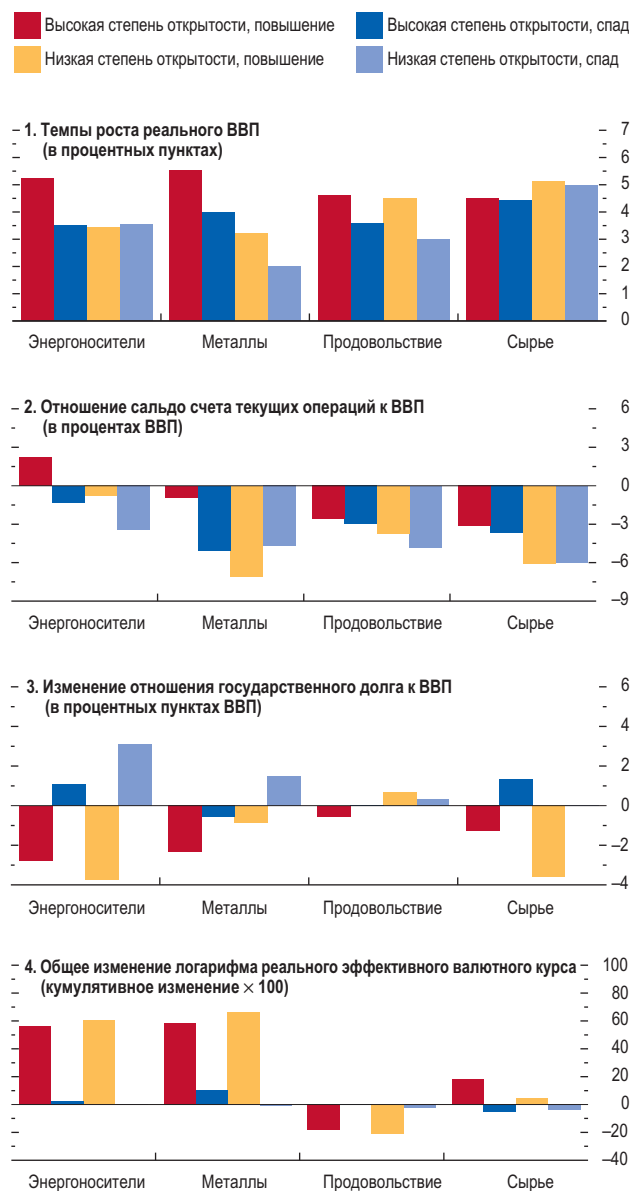 Высокая степень открытости, повышение
Высокая степень открытости, спад
Низкая степень открытости, повышение
Низкая степень открытости, спад
1. Темпы роста реального ВВП
(в процентных пунктах)
7
6
5
4
3
2
1
0
Энергоносители Металлы Продовольствие Сырье
2. Отношение сальдо счета текущих операций к ВВП
(в процентах ВВП)
6
3
0
–3
–6
–9
Энергоносители Металлы Продовольствие Сырье
3. Изменение отношения государственного долга к ВВП
(в процентных пунктах ВВП)
6
4
2
0
–2
–4
Энергоносители Металлы Продовольствие Сырье
4. Общее изменение логарифма реального эффективного валютного курса
(кумулятивное изменение × 100)
100
80
60
40
20
0
–20
–40
Энергоносители Металлы Продовольствие Сырье